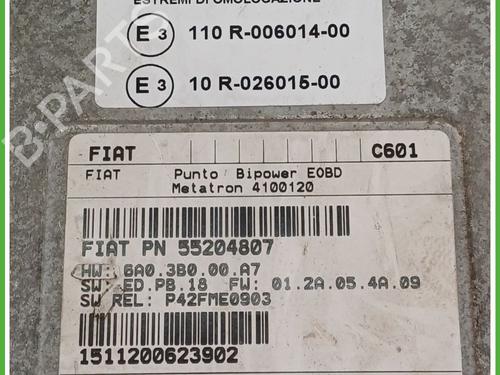 ESTREMI DI OMOLOGAZIONE
E 3 110 R-006014-00
E 3 10 R-026015-00
FIAT C601
FIAT Punto Bipower EOBD
Metatron 4100120
FIAT PN 55204807
HW: 6A0.3B0.00.A7
SW: ED.PB.18 FW: 01.2A.05.4A.09
SW REL: P42FME0903
1511200623902
B-PARTS